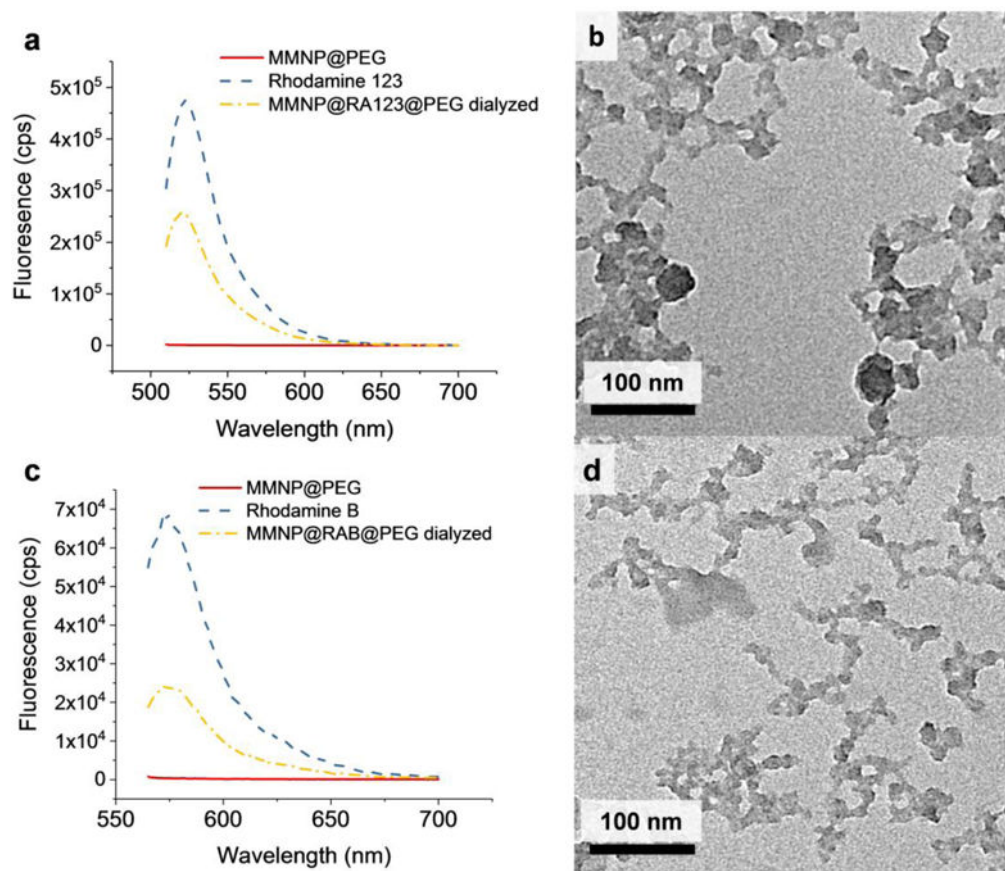 a
MMNP@PEG
Rhodamine 123
MMNP@RA123@PEG dialyzed
Fluoresence (cps)
5x10⁵
4x10⁵
3x10⁵
2x10⁵
1x10⁵
0
500 550 600 650 700
Wavelength (nm)
b
100 nm
c
MMNP@PEG
Rhodamine B
MMNP@RAB@PEG dialyzed
Fluorescence (cps)
7x10⁴
6x10⁴
5x10⁴
4x10⁴
3x10⁴
2x10⁴
1x10⁴
0
550 600 650 700
Wavelength (nm)
d
100 nm